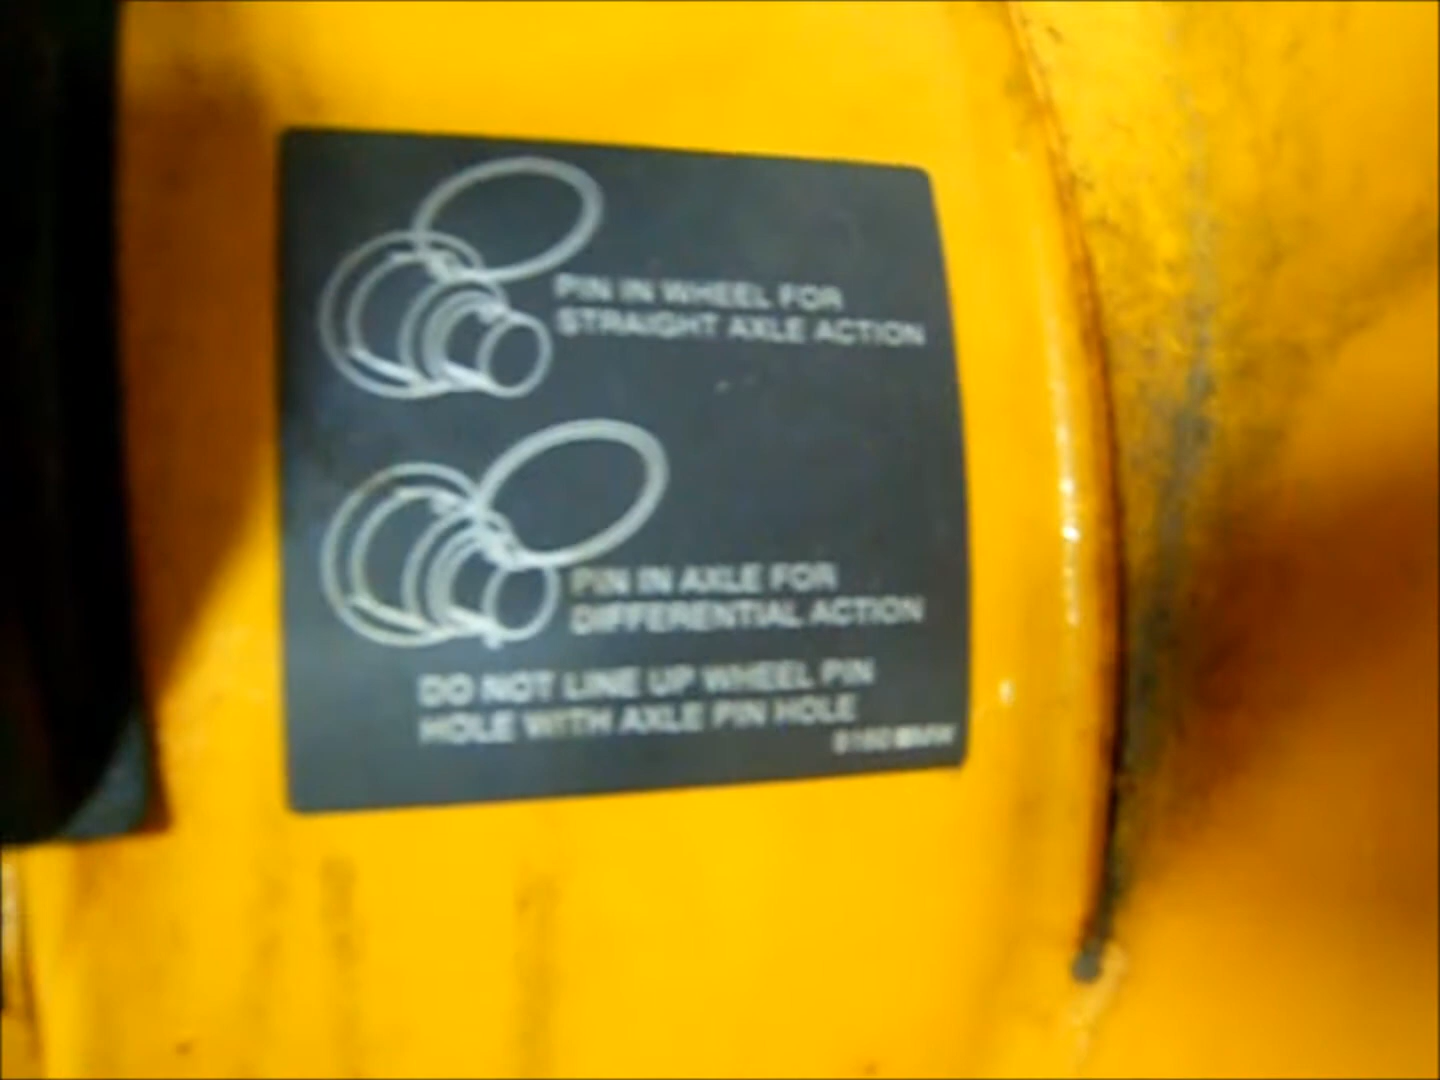 PIN IN WHEEL FOR
STRAIGHT AXLE ACTION
PIN IN AXLE FOR
DIFFERENTIAL ACTION
DO NOT LINE UP WHEEL PIN
HOLE WITH AXLE PIN HOLE